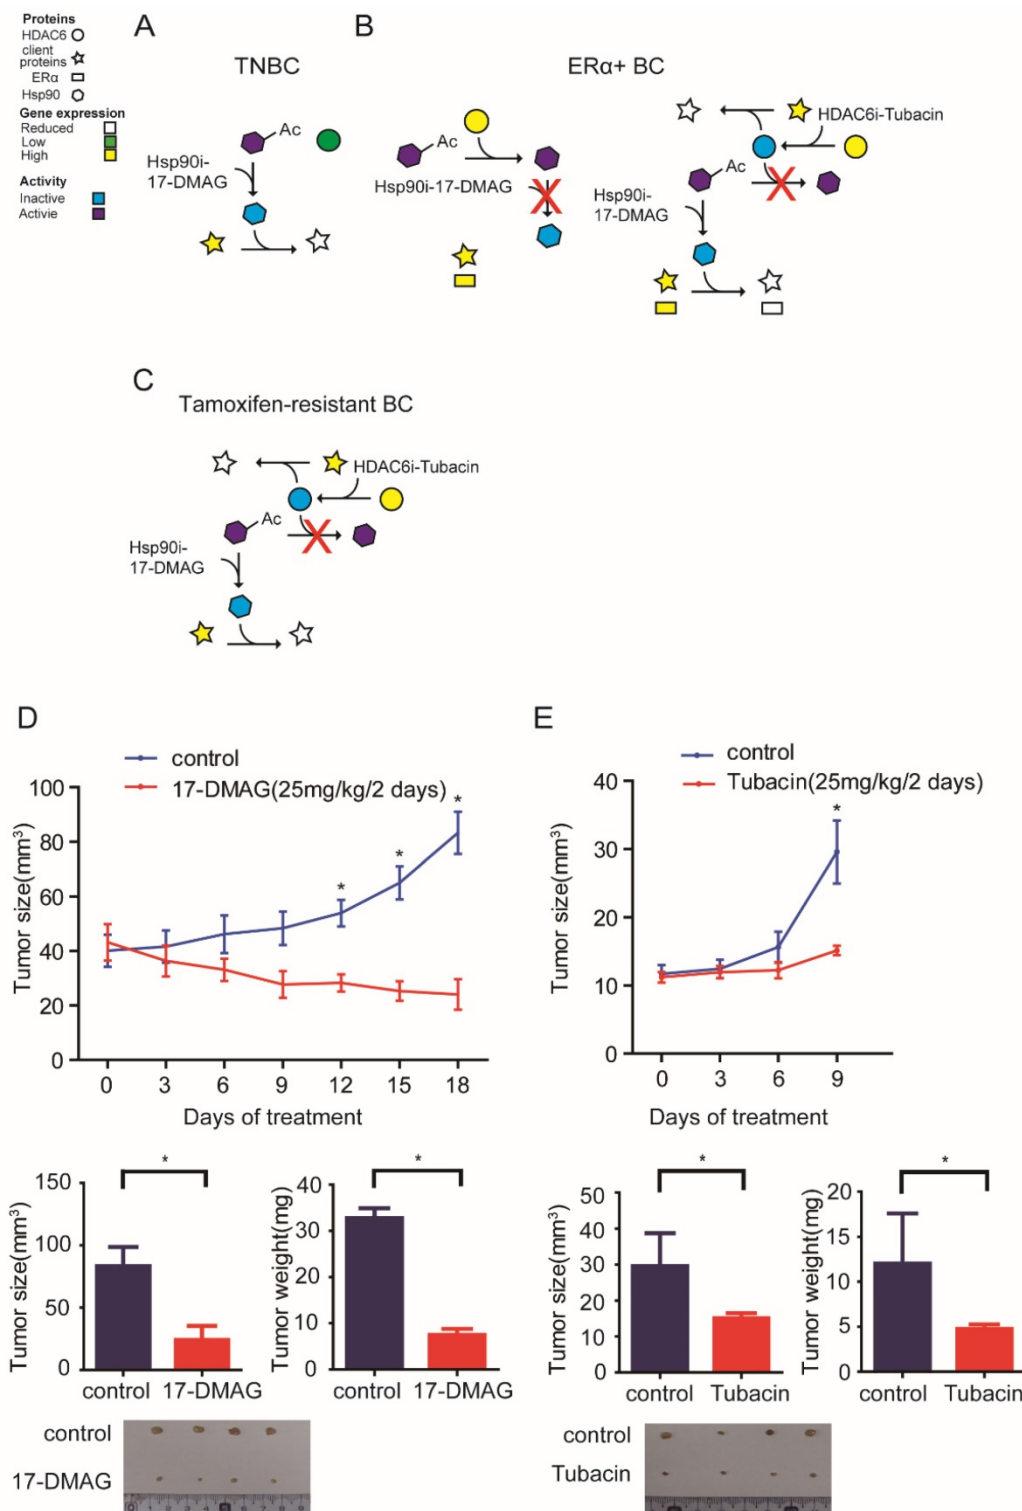 Proteins
HDAC6
client
proteins
ERα
Hsp90
Gene expression
Reduced
Low
High
Activity
Inactive
Activie
A
TNBC
Ac
Hsp90i-
17-DMAG
B
ERα+ BC
Ac
Hsp90i-17-DMAG
X
HDAC6i-Tubacin
Ac
X
Hsp90i-
17-DMAG
C
Tamoxifen-resistant BC
HDAC6i-Tubacin
Ac
X
Hsp90i-
17-DMAG
D
control
17-DMAG(25mg/kg/2 days)
Tumor size(mm³)
100
80
60
40
20
0
* * *
0 3 6 9 12 15 18
Days of treatment
E
control
Tubacin(25mg/kg/2 days)
Tumor size(mm³)
40
30
20
10
0
*
0 3 6 9
Days of treatment
Tumor size(mm³)
150
100
50
0
*
control 17-DMAG
Tumor weight(mg)
40
30
20
10
0
*
control 17-DMAG
Tumor size(mm³)
50
40
30
20
10
0
*
control Tubacin
Tumor weight(mg)
20
15
10
5
0
*
control Tubacin
control
17-DMAG
control
Tubacin